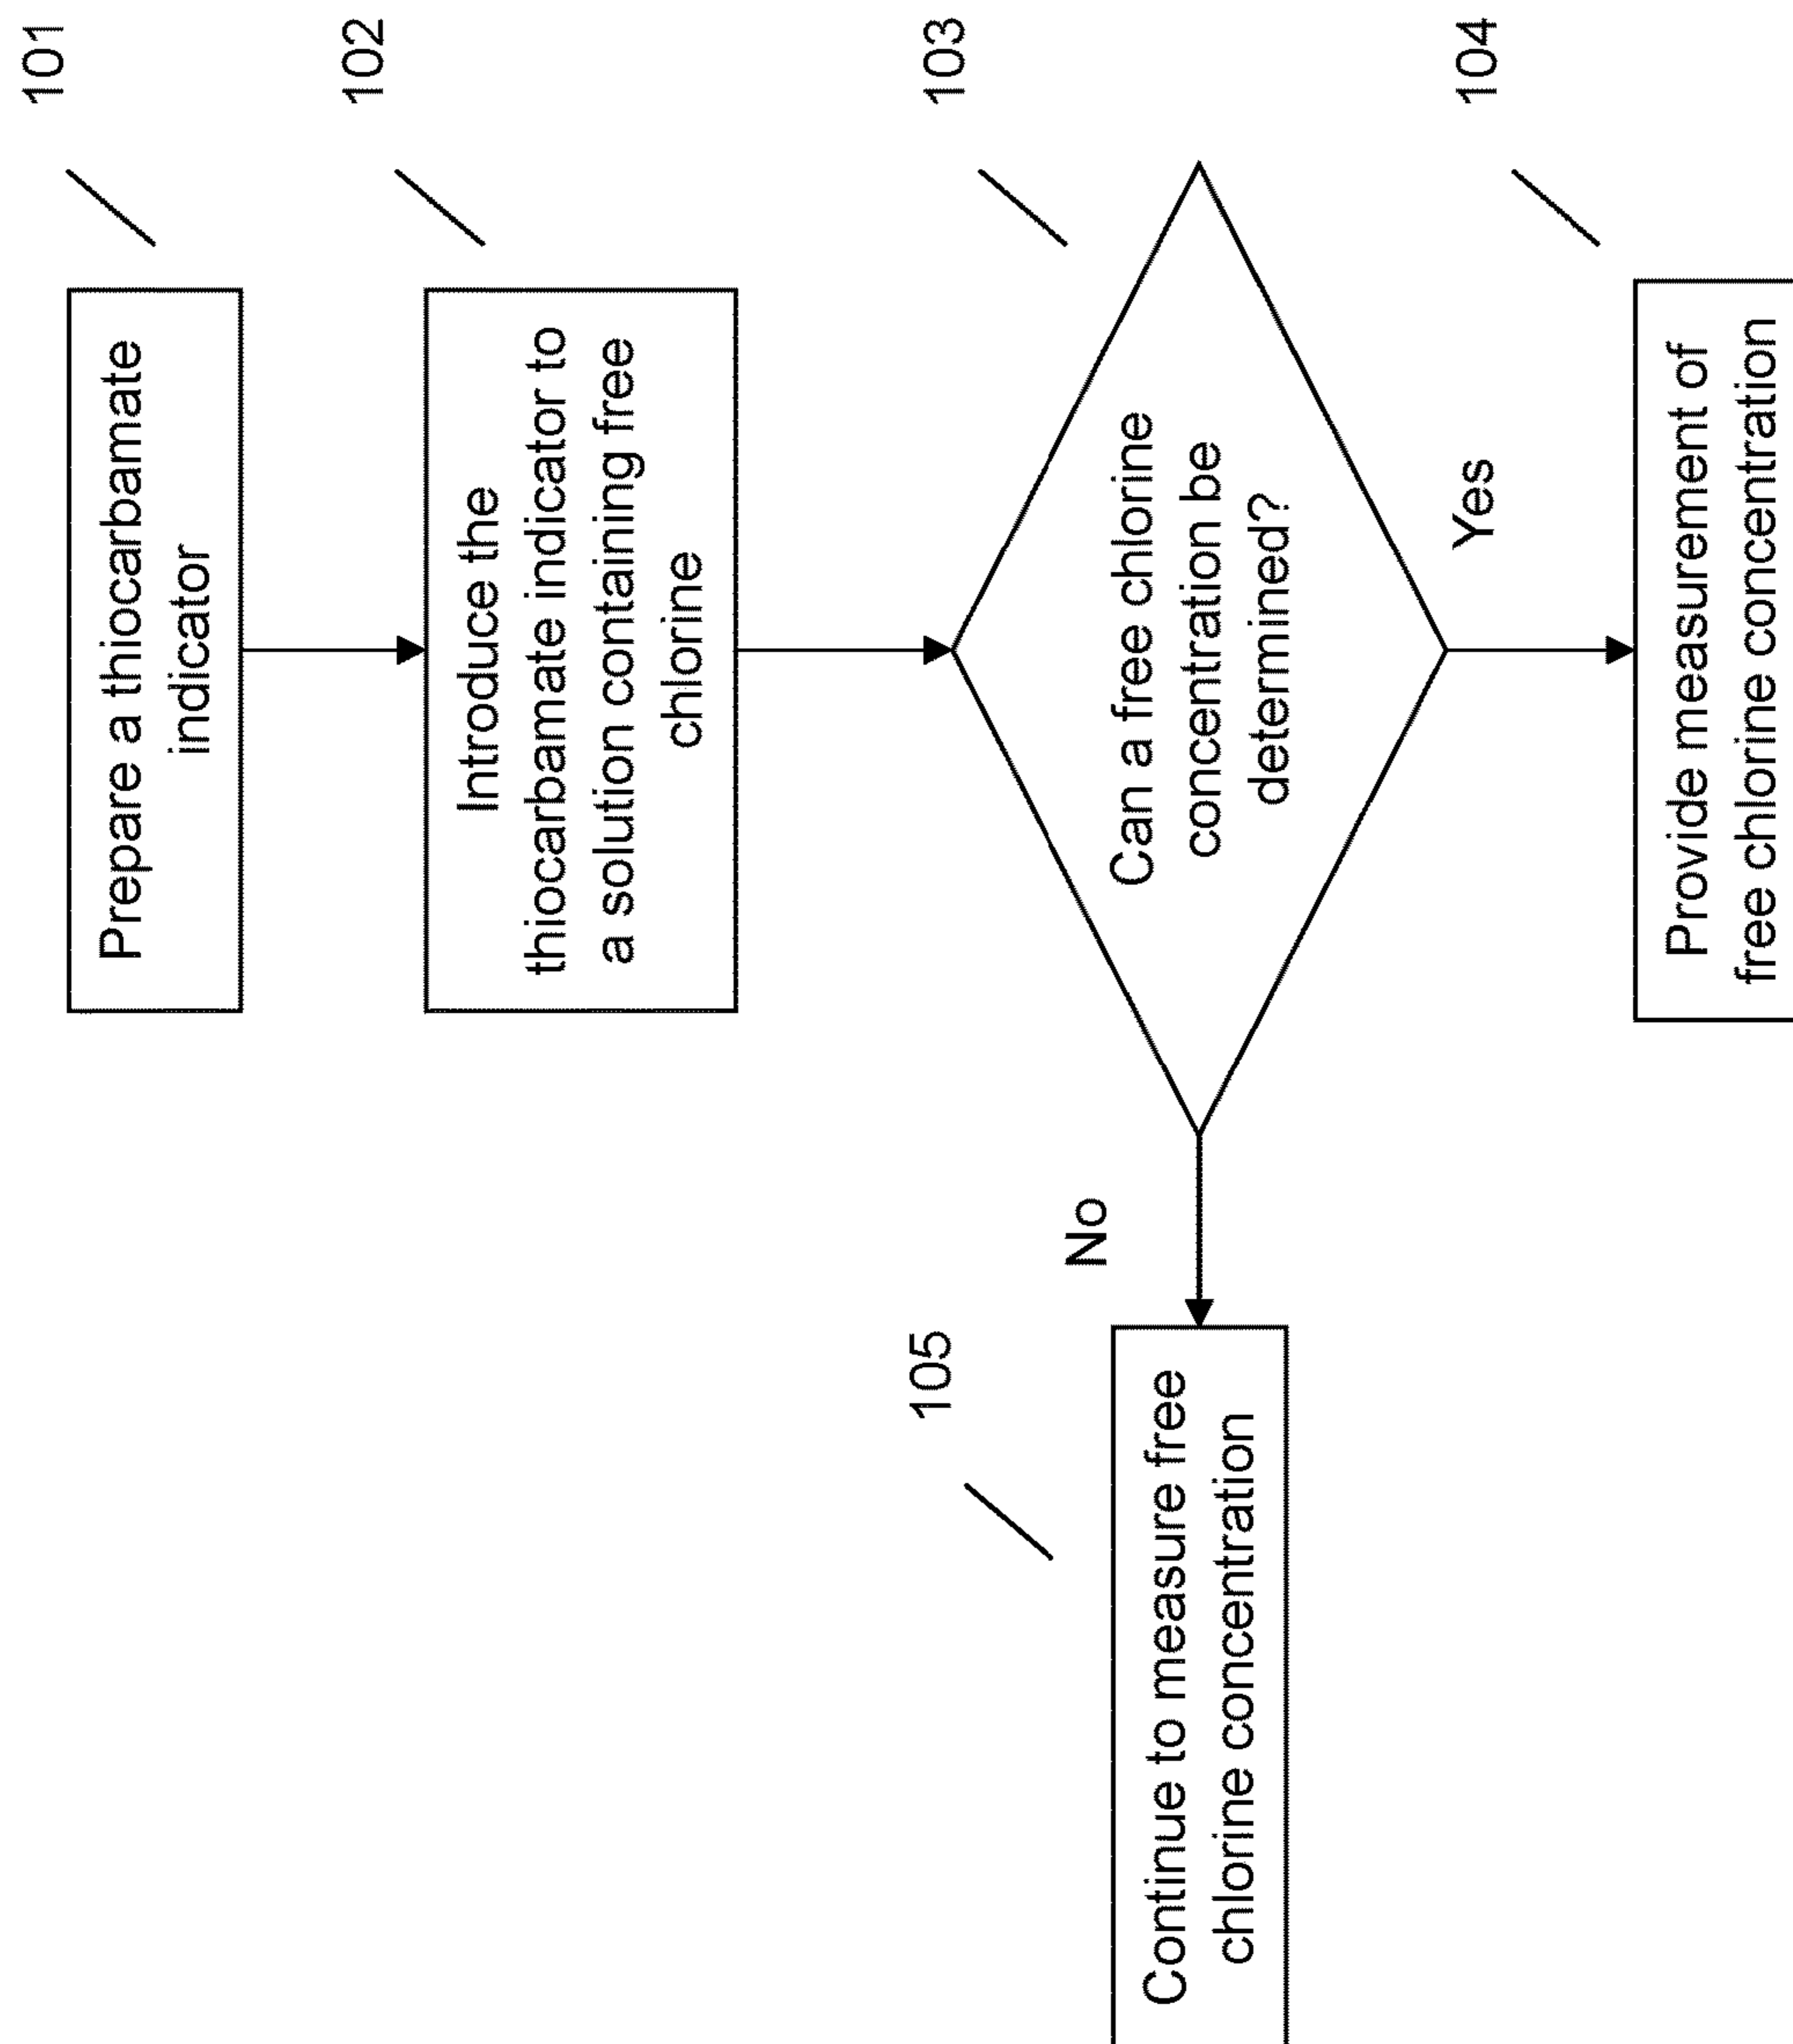 101
Prepare a thiocarbamate
indicator
102
Introduce the
thiocarbamate indicator to
a solution containing free
chlorine
103
Can a free chlorine
concentration be
determined?
Yes
104
Provide measurement of
free chlorine concentration
No
105
Continue to measure free
chlorine concentration